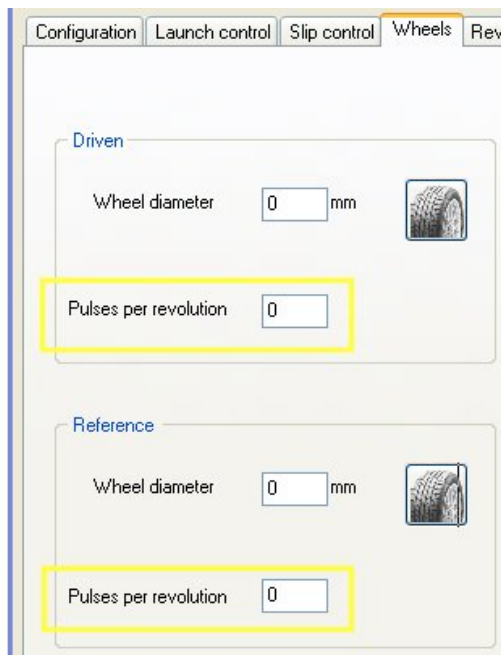 Configuration Launch control Slip control Wheels Rev
Driven
Wheel diameter 0 mm
Pulses per revolution 0
Reference
Wheel diameter 0 mm
Pulses per revolution 0